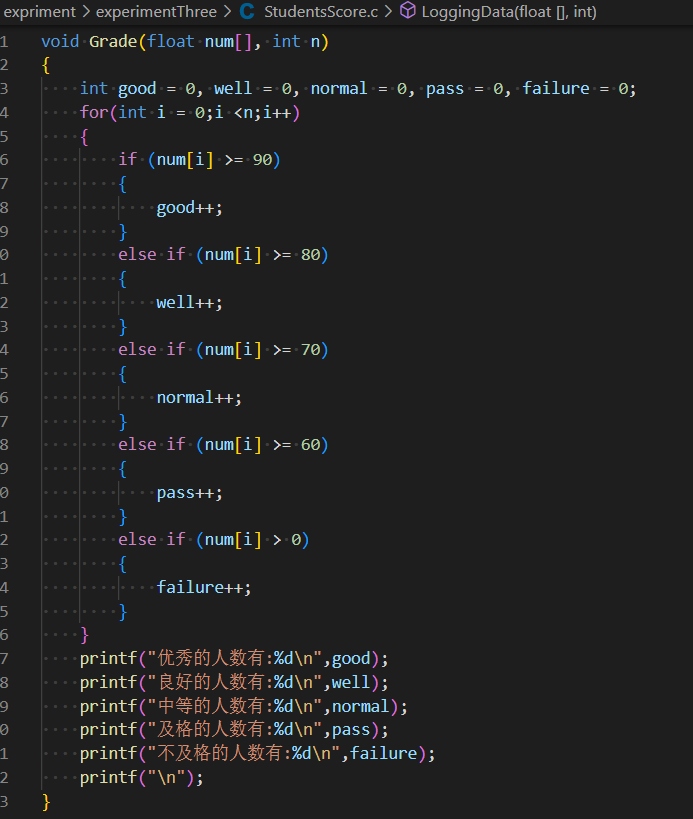 expriment > experimentThree > C StudentsScore.c > LoggingData(float [], int)
1 void Grade(float num[], int n)
2 {
3     int good = 0, well = 0, normal = 0, pass = 0, failure = 0;
4     for(int i = 0;i <n;i++)
5     {
6         if (num[i] >= 90)
7         {
8             good++;
9         }
0         else if (num[i] >= 80)
1         {
2             well++;
3         }
4         else if (num[i] >= 70)
5         {
6             normal++;
7         }
8         else if (num[i] >= 60)
9         {
0             pass++;
1         }
2         else if (num[i] > 0)
3         {
4             failure++;
5         }
6     }
7     printf("优秀的人数有:%d\n",good);
8     printf("良好的人数有:%d\n",well);
9     printf("中等的人数有:%d\n",normal);
0     printf("及格的人数有:%d\n",pass);
1     printf("不及格的人数有:%d\n",failure);
2     printf("\n");
3 }